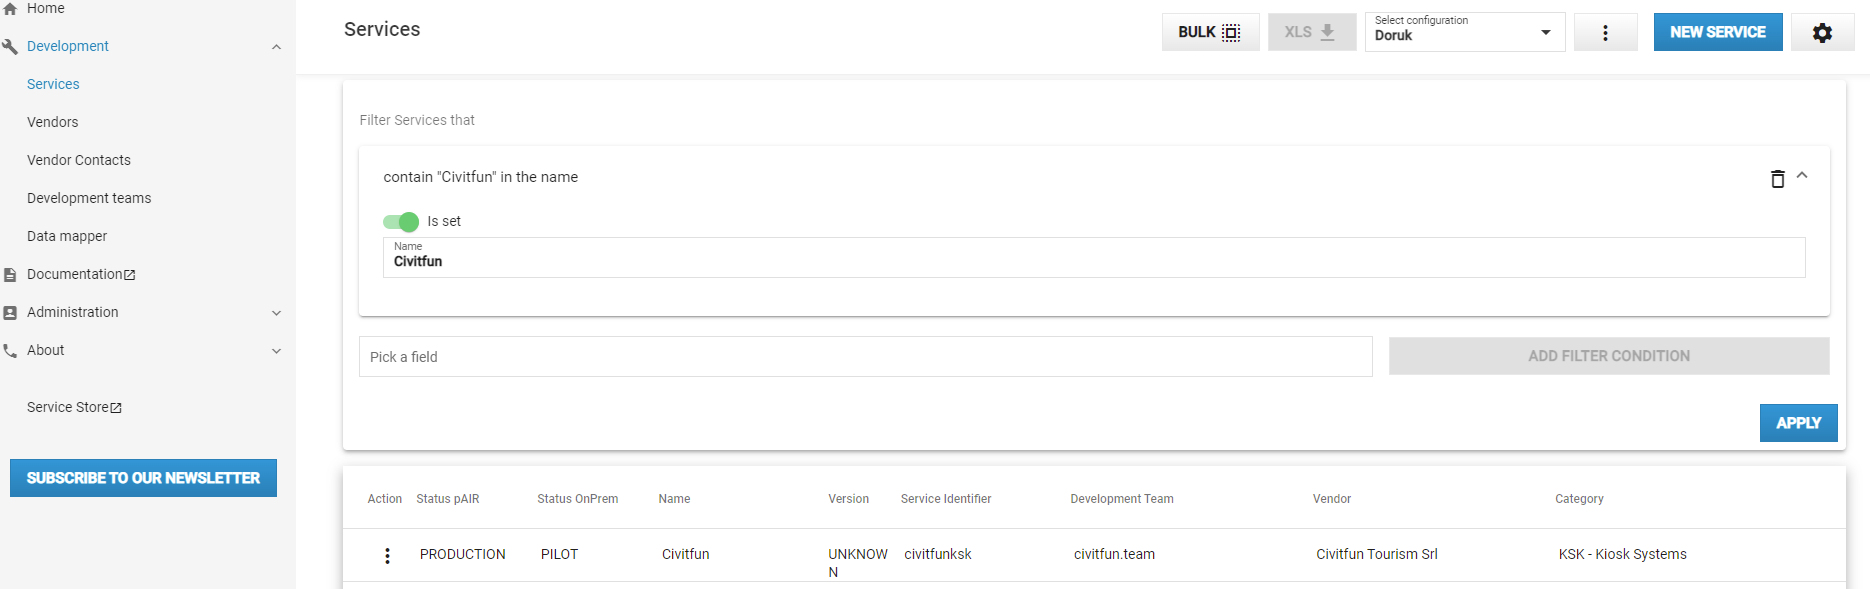 Home
Development
Services
Vendors
Vendor Contacts
Development teams
Data mapper
Documentation
Administration
About
Service Store
SUBSCRIBE TO OUR NEWSLETTER
Services
BULK
XLS
Select configuration
Doruk
NEW SERVICE
Filter Services that
contain "Civitfun" in the name
Is set
Name
Civitfun
Pick a field
ADD FILTER CONDITION
APPLY
Action Status pAIR Status OnPrem Name Version Service Identifier Development Team Vendor Category
PRODUCTION PILOT Civitfun UNKNOW civitfunksk civitfun.team Civitfun Tourism Srl KSK - Kiosk Systems
N